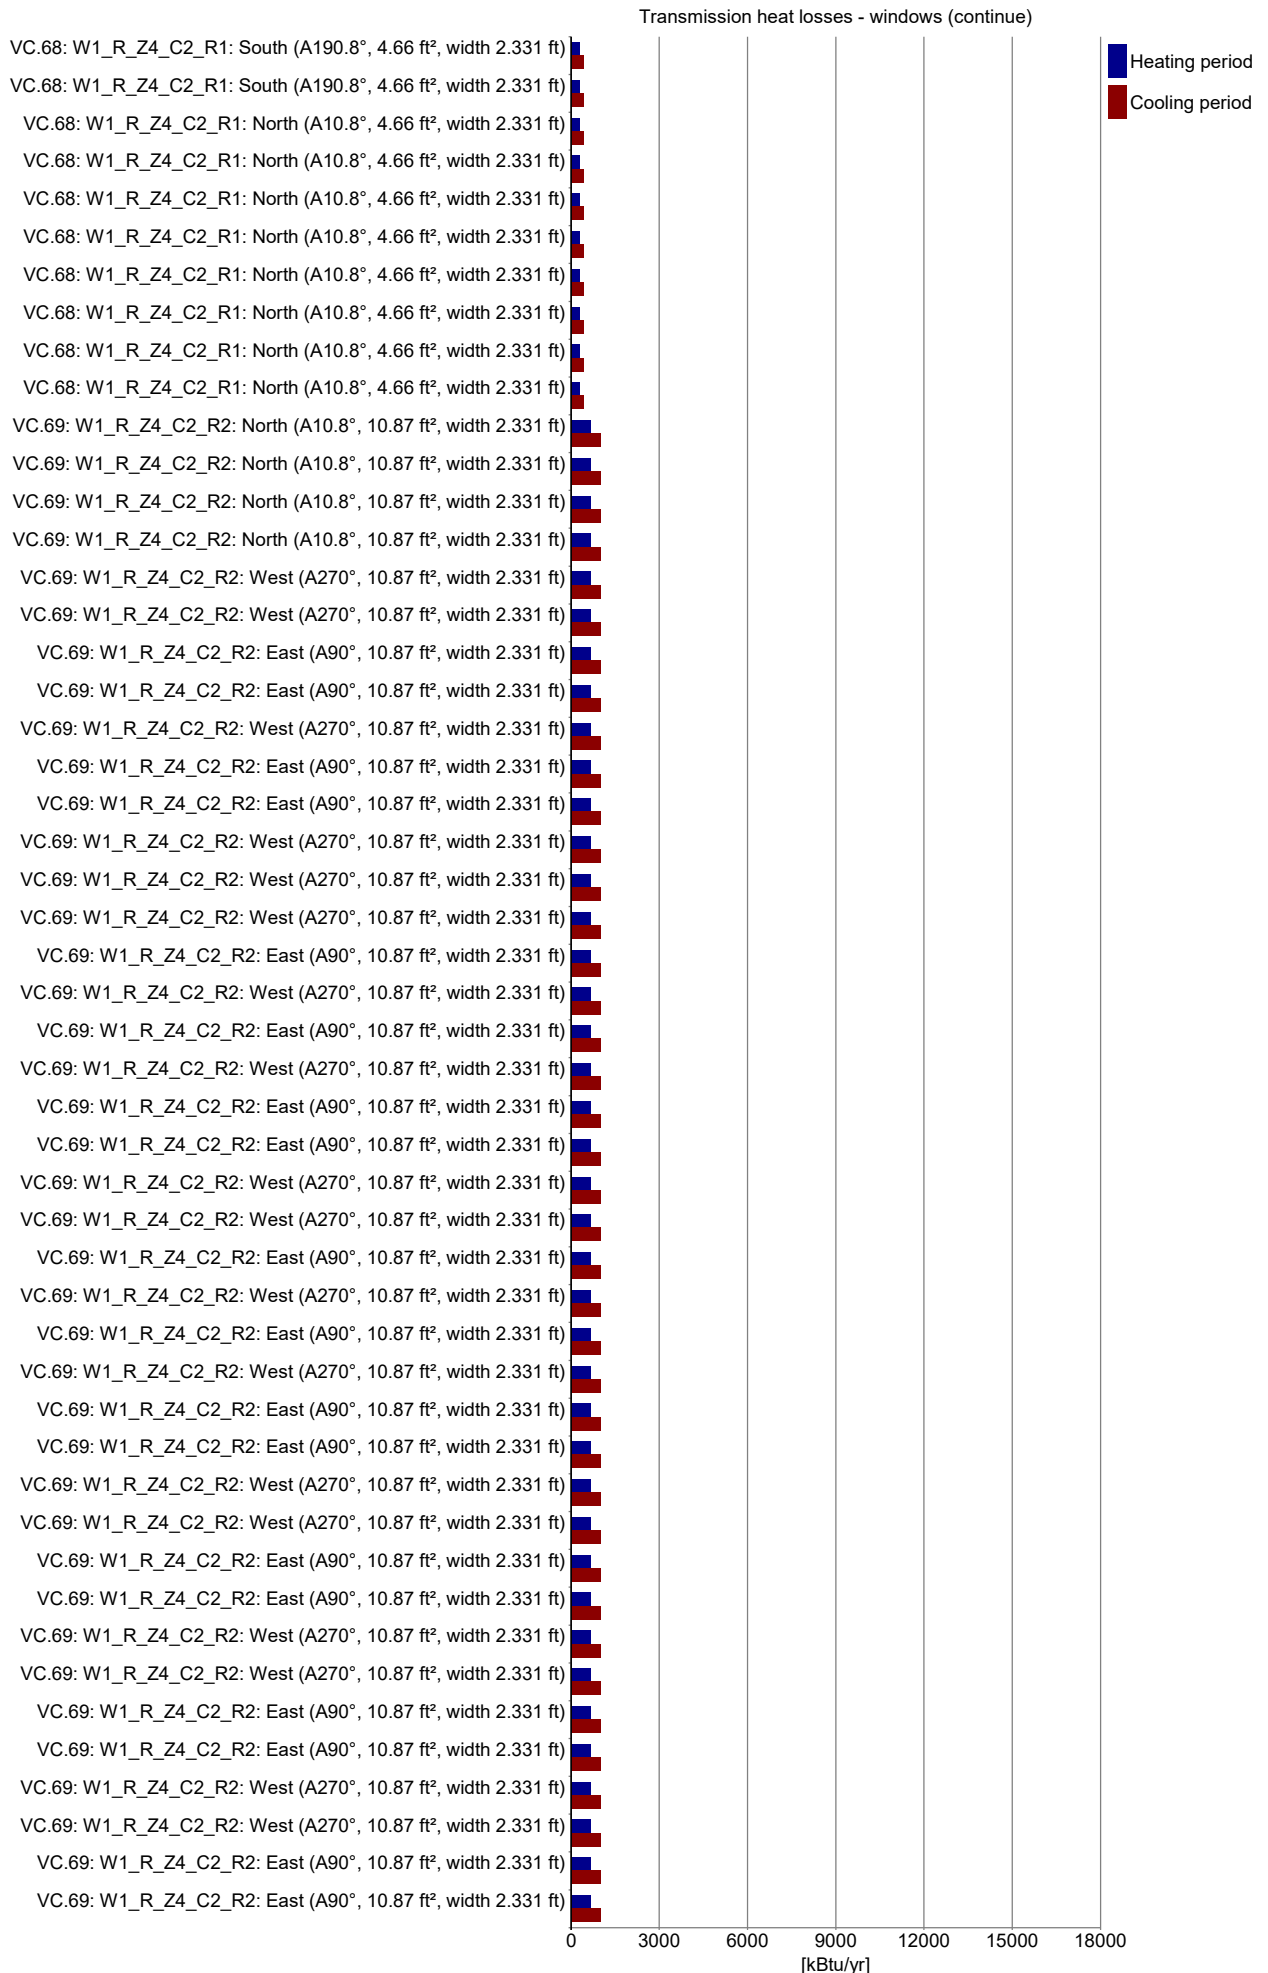 Transmission heat losses - windows (continue)
Heating period
Cooling period
VC.68: W1_R_Z4_C2_R1: South (A190.8°, 4.66 ft², width 2.331 ft)
VC.68: W1_R_Z4_C2_R1: South (A190.8°, 4.66 ft², width 2.331 ft)
VC.68: W1_R_Z4_C2_R1: North (A10.8°, 4.66 ft², width 2.331 ft)
VC.68: W1_R_Z4_C2_R1: North (A10.8°, 4.66 ft², width 2.331 ft)
VC.68: W1_R_Z4_C2_R1: North (A10.8°, 4.66 ft², width 2.331 ft)
VC.68: W1_R_Z4_C2_R1: North (A10.8°, 4.66 ft², width 2.331 ft)
VC.68: W1_R_Z4_C2_R1: North (A10.8°, 4.66 ft², width 2.331 ft)
VC.68: W1_R_Z4_C2_R1: North (A10.8°, 4.66 ft², width 2.331 ft)
VC.68: W1_R_Z4_C2_R1: North (A10.8°, 4.66 ft², width 2.331 ft)
VC.68: W1_R_Z4_C2_R1: North (A10.8°, 4.66 ft², width 2.331 ft)
VC.69: W1_R_Z4_C2_R2: North (A10.8°, 10.87 ft², width 2.331 ft)
VC.69: W1_R_Z4_C2_R2: North (A10.8°, 10.87 ft², width 2.331 ft)
VC.69: W1_R_Z4_C2_R2: North (A10.8°, 10.87 ft², width 2.331 ft)
VC.69: W1_R_Z4_C2_R2: North (A10.8°, 10.87 ft², width 2.331 ft)
VC.69: W1_R_Z4_C2_R2: West (A270°, 10.87 ft², width 2.331 ft)
VC.69: W1_R_Z4_C2_R2: West (A270°, 10.87 ft², width 2.331 ft)
VC.69: W1_R_Z4_C2_R2: East (A90°, 10.87 ft², width 2.331 ft)
VC.69: W1_R_Z4_C2_R2: East (A90°, 10.87 ft², width 2.331 ft)
VC.69: W1_R_Z4_C2_R2: West (A270°, 10.87 ft², width 2.331 ft)
VC.69: W1_R_Z4_C2_R2: East (A90°, 10.87 ft², width 2.331 ft)
VC.69: W1_R_Z4_C2_R2: East (A90°, 10.87 ft², width 2.331 ft)
VC.69: W1_R_Z4_C2_R2: West (A270°, 10.87 ft², width 2.331 ft)
VC.69: W1_R_Z4_C2_R2: West (A270°, 10.87 ft², width 2.331 ft)
VC.69: W1_R_Z4_C2_R2: West (A270°, 10.87 ft², width 2.331 ft)
VC.69: W1_R_Z4_C2_R2: East (A90°, 10.87 ft², width 2.331 ft)
VC.69: W1_R_Z4_C2_R2: West (A270°, 10.87 ft², width 2.331 ft)
VC.69: W1_R_Z4_C2_R2: East (A90°, 10.87 ft², width 2.331 ft)
VC.69: W1_R_Z4_C2_R2: West (A270°, 10.87 ft², width 2.331 ft)
VC.69: W1_R_Z4_C2_R2: East (A90°, 10.87 ft², width 2.331 ft)
VC.69: W1_R_Z4_C2_R2: East (A90°, 10.87 ft², width 2.331 ft)
VC.69: W1_R_Z4_C2_R2: West (A270°, 10.87 ft², width 2.331 ft)
VC.69: W1_R_Z4_C2_R2: West (A270°, 10.87 ft², width 2.331 ft)
VC.69: W1_R_Z4_C2_R2: East (A90°, 10.87 ft², width 2.331 ft)
VC.69: W1_R_Z4_C2_R2: West (A270°, 10.87 ft², width 2.331 ft)
VC.69: W1_R_Z4_C2_R2: East (A90°, 10.87 ft², width 2.331 ft)
VC.69: W1_R_Z4_C2_R2: West (A270°, 10.87 ft², width 2.331 ft)
VC.69: W1_R_Z4_C2_R2: East (A90°, 10.87 ft², width 2.331 ft)
VC.69: W1_R_Z4_C2_R2: East (A90°, 10.87 ft², width 2.331 ft)
VC.69: W1_R_Z4_C2_R2: West (A270°, 10.87 ft², width 2.331 ft)
VC.69: W1_R_Z4_C2_R2: West (A270°, 10.87 ft², width 2.331 ft)
VC.69: W1_R_Z4_C2_R2: East (A90°, 10.87 ft², width 2.331 ft)
VC.69: W1_R_Z4_C2_R2: East (A90°, 10.87 ft², width 2.331 ft)
VC.69: W1_R_Z4_C2_R2: West (A270°, 10.87 ft², width 2.331 ft)
VC.69: W1_R_Z4_C2_R2: West (A270°, 10.87 ft², width 2.331 ft)
VC.69: W1_R_Z4_C2_R2: East (A90°, 10.87 ft², width 2.331 ft)
VC.69: W1_R_Z4_C2_R2: East (A90°, 10.87 ft², width 2.331 ft)
VC.69: W1_R_Z4_C2_R2: West (A270°, 10.87 ft², width 2.331 ft)
VC.69: W1_R_Z4_C2_R2: West (A270°, 10.87 ft², width 2.331 ft)
VC.69: W1_R_Z4_C2_R2: East (A90°, 10.87 ft², width 2.331 ft)
VC.69: W1_R_Z4_C2_R2: East (A90°, 10.87 ft², width 2.331 ft)
0 3000 6000 9000 12000 15000 18000
[kBtu/yr]